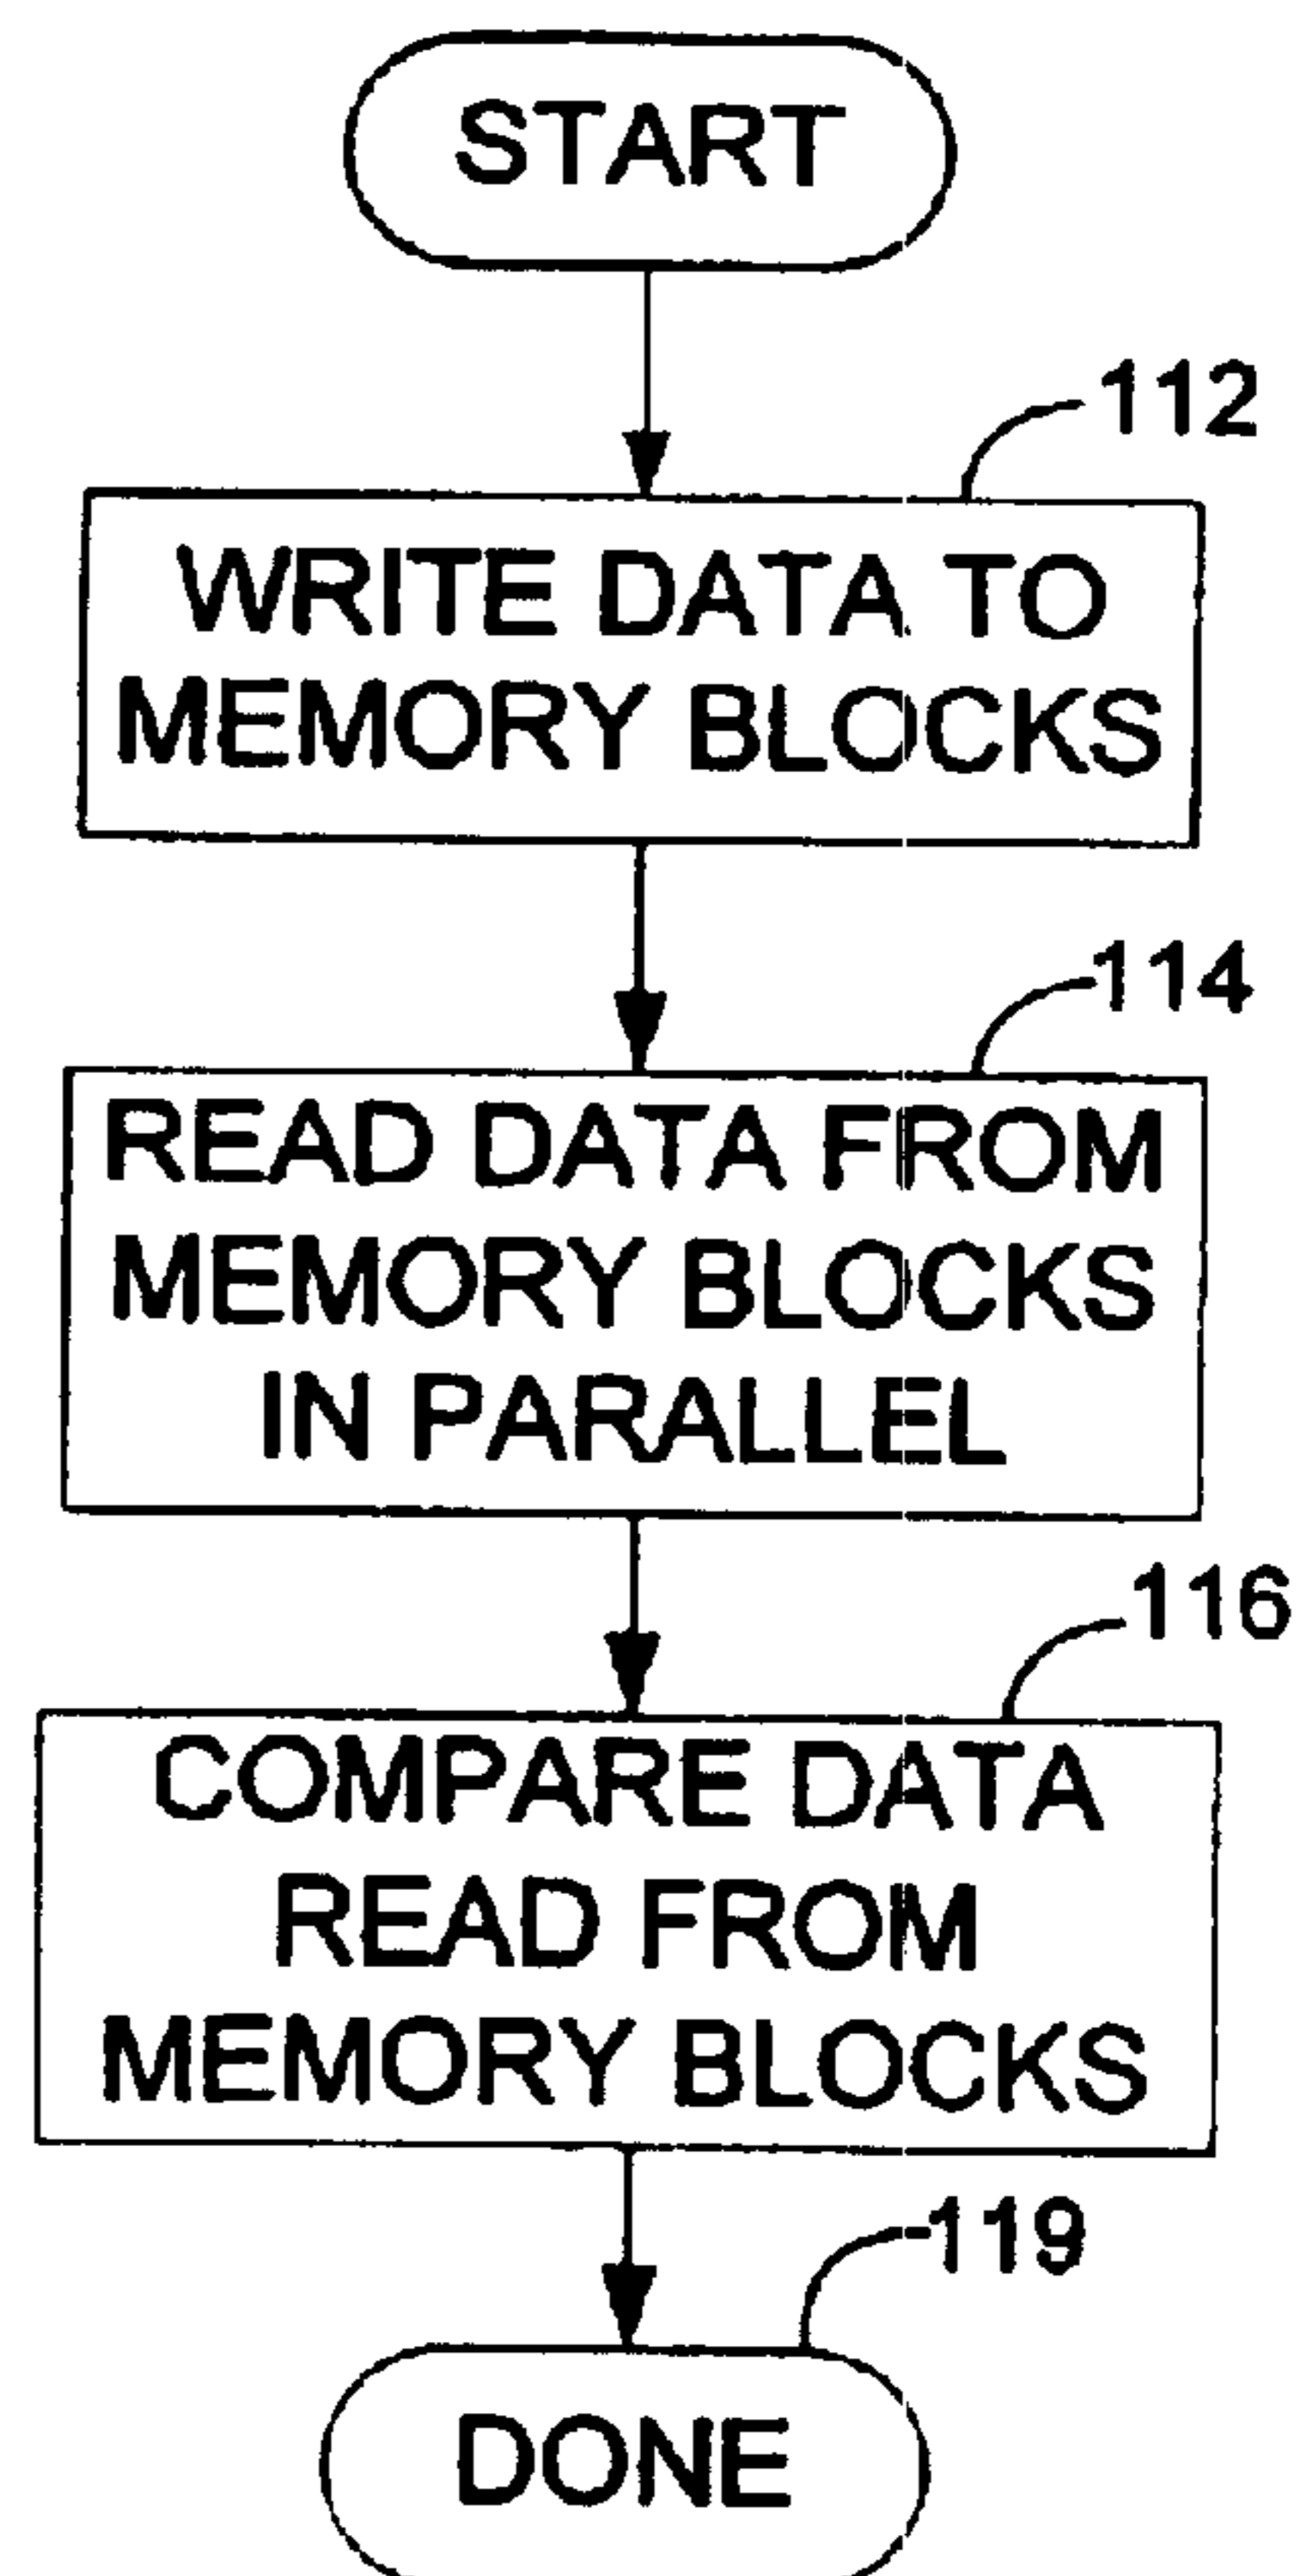 START
112
WRITE DATA TO
MEMORY BLOCKS
114
READ DATA FROM
MEMORY BLOCKS
IN PARALLEL
116
COMPARE DATA
READ FROM
MEMORY BLOCKS
119
DONE